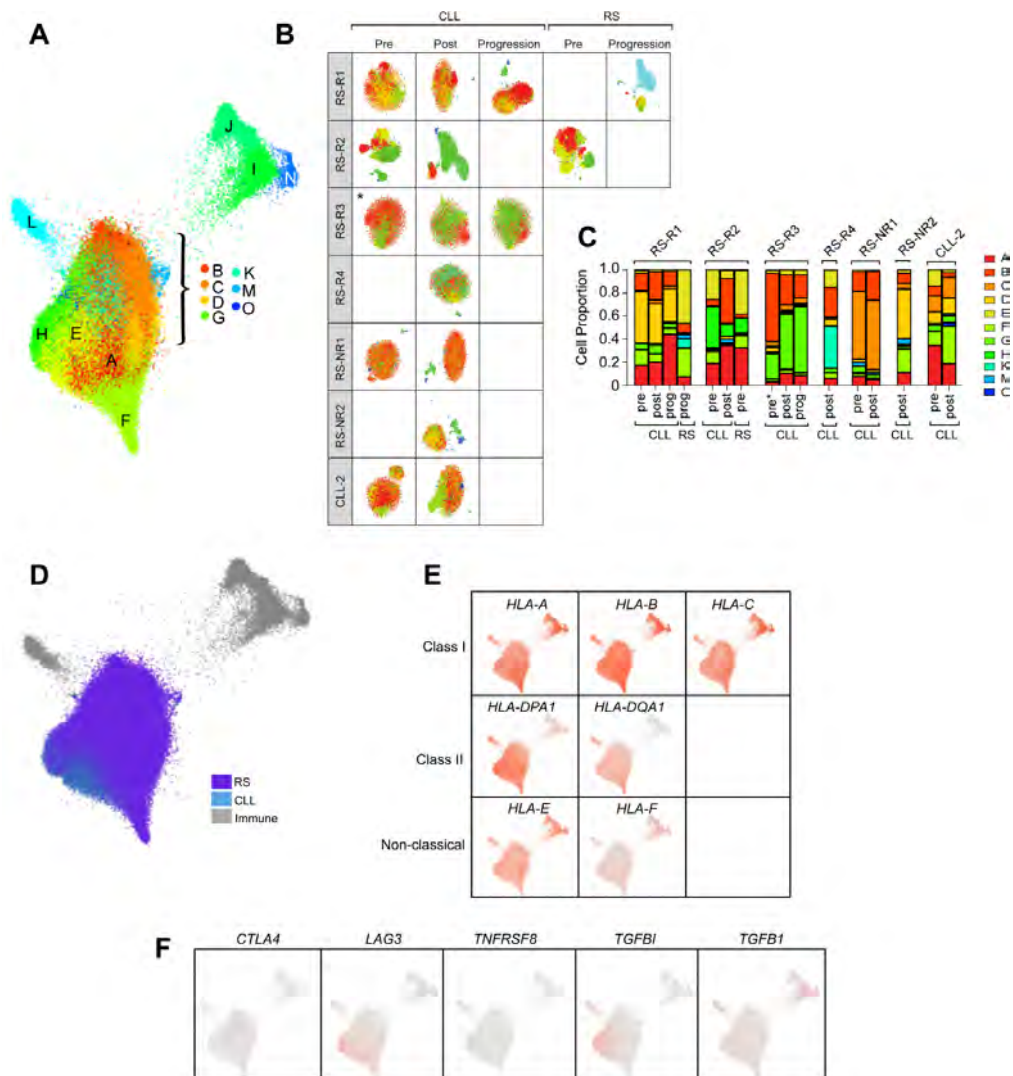 A
J
I
N
L
H
E
A
F
B
C
D
G
K
M
O
B
CLL
RS
Pre
Post
Progression
Pre
Progression
RS-R1
RS-R2
RS-R3
*
RS-R4
RS-NR1
RS-NR2
CLL-2
C
RS-R1
RS-R2
RS-R3
RS-R4
RS-NR1
RS-NR2
CLL-2
Cell Proportion
1.0
0.8
0.6
0.4
0.2
0
pre
post
prog
prog
pre
post
pre
pre*
post
prog
post
pre
post
post
pre
post
CLL
RS
CLL
RS
CLL
CLL
CLL
CLL
CLL
A
B
C
D
E
F
G
H
K
M
D
RS
CLL
Immune
E
Class I
HLA-A
HLA-B
HLA-C
Class II
HLA-DPA1
HLA-DQA1
Non-classical
HLA-E
HLA-F
F
CTLA4
LAG3
TNFRSF8
TGFBI
TGFB1